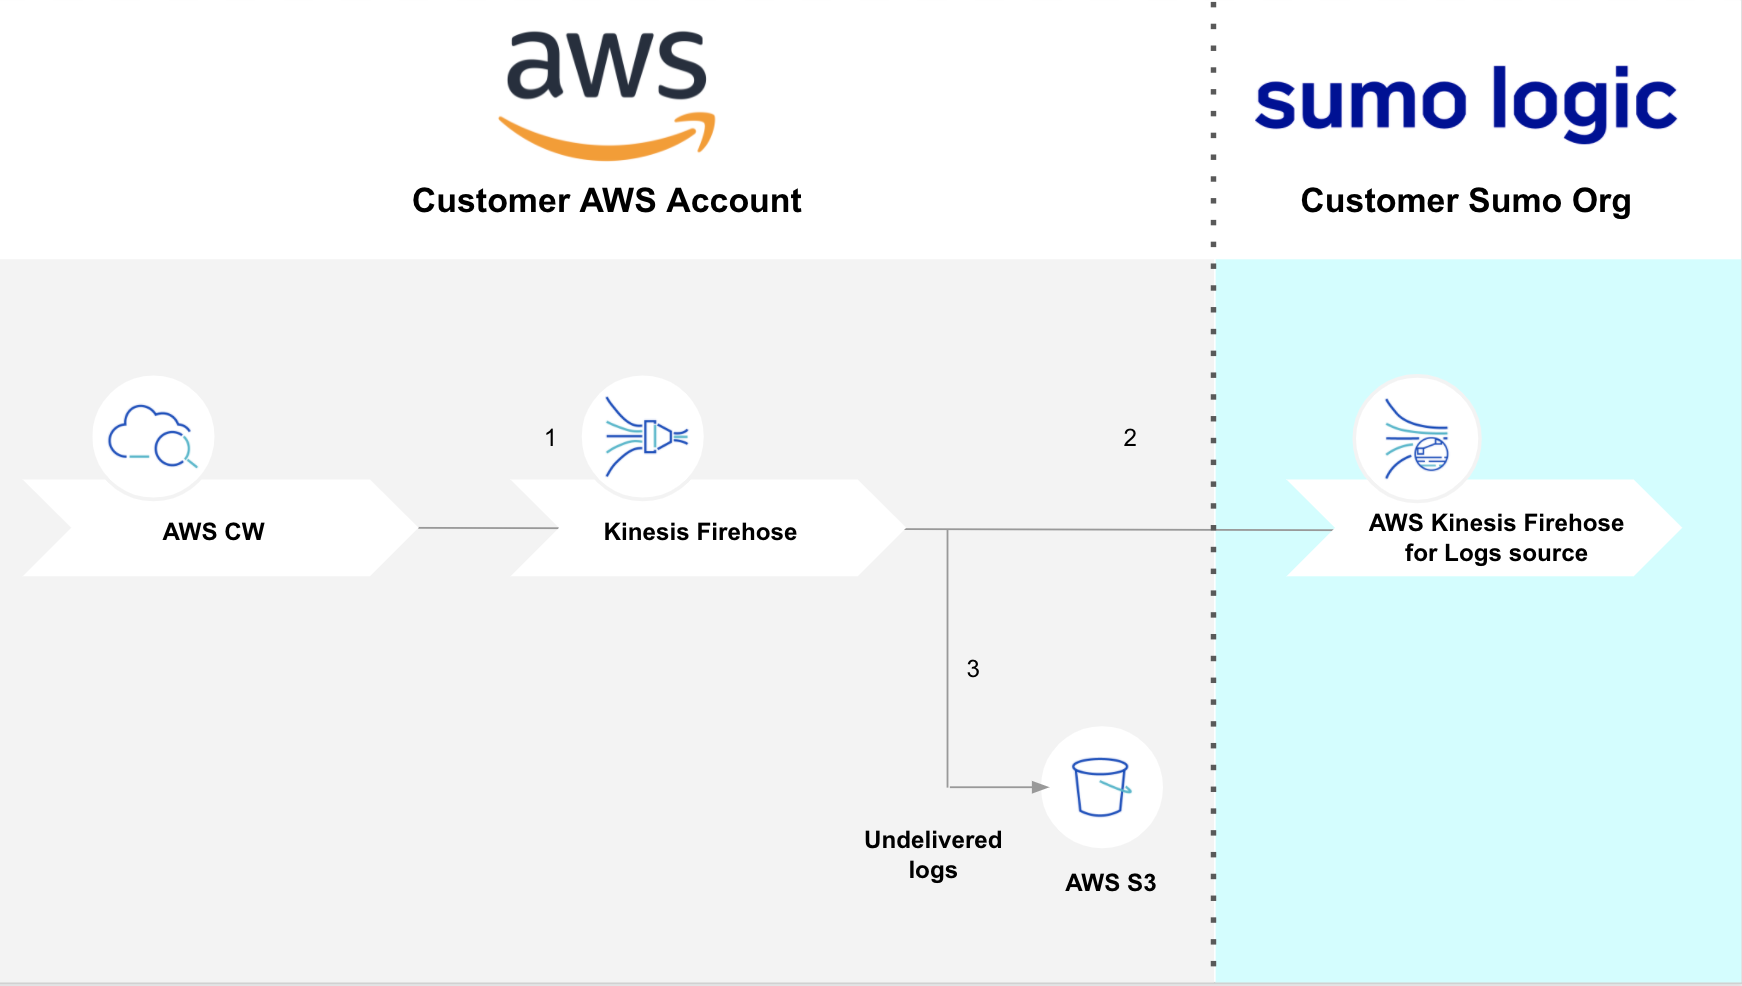 aws
sumo logic
Customer AWS Account
Customer Sumo Org
1
2
AWS CW
Kinesis Firehose
AWS Kinesis Firehose
for Logs source
3
Undelivered
logs
AWS S3